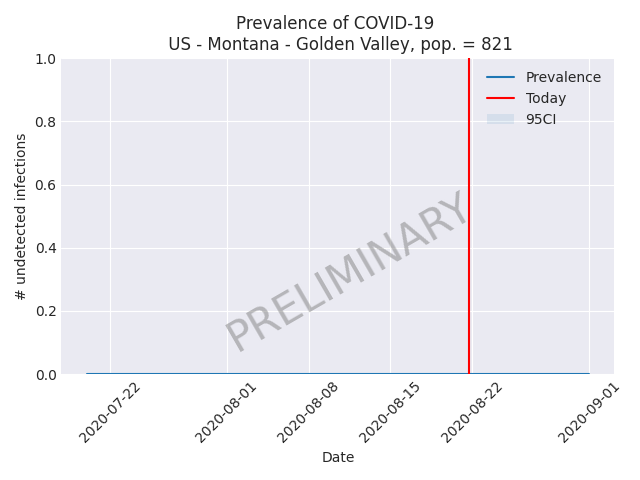 Prevalence of COVID-19
US - Montana - Golden Valley, pop. = 821
1.0
0.8
0.6
0.4
0.2
0.0
# undetected infections
Prevalence
Today
95CI
PRELIMINARY
2020-07-22
2020-08-01
2020-08-08
2020-08-15
2020-08-22
2020-09-01
Date